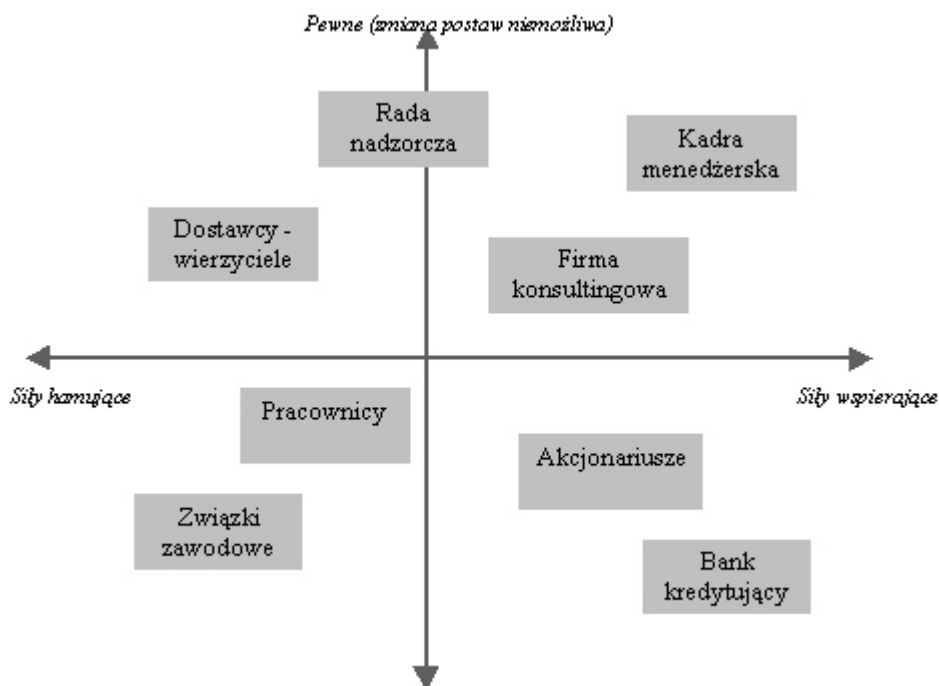 Pewne (zmiana postaw niemożliwa)
Rada
nadzorcza
Kadra
menedżerska
Dostawcy -
wierzyciele
Firma
konsultingowa
Siły hamujące
Siły wspierające
Pracownicy
Akcjonariusze
Związki
zawodowe
Bank
kredytujący